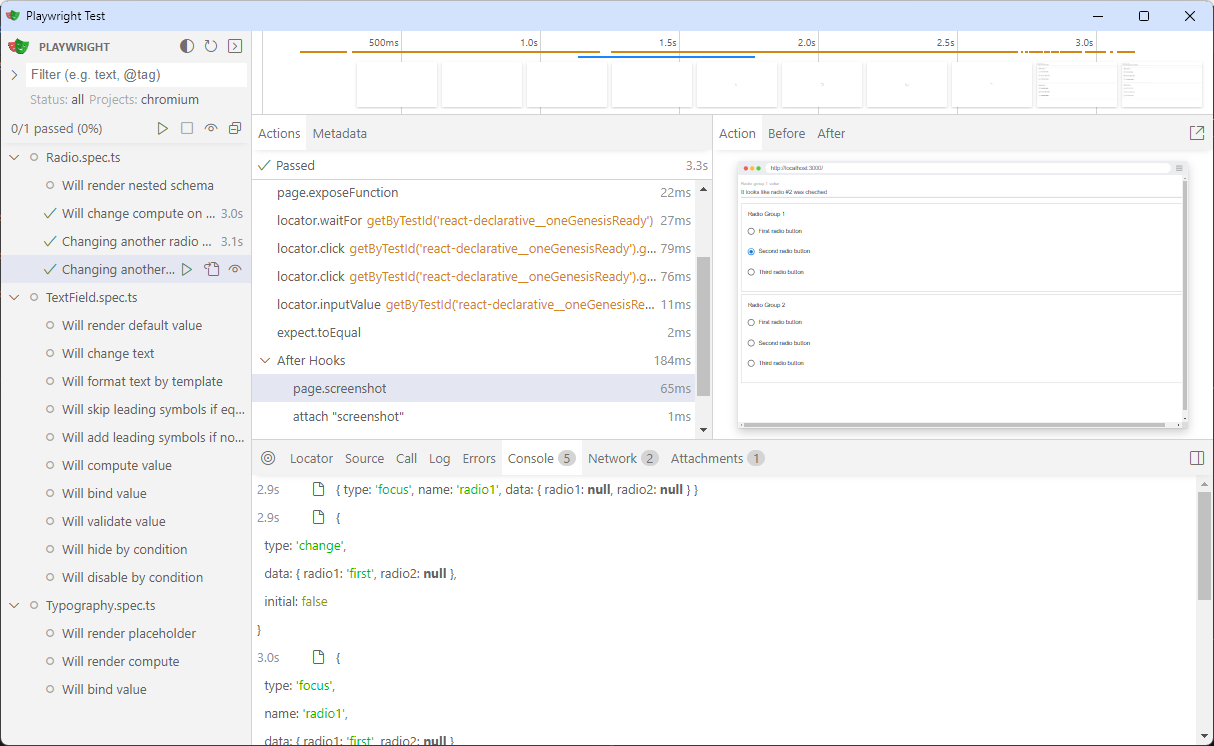 Playwright Test
PLAYWRIGHT
Filter (e.g. text, @tag)
Status: all Projects: chromium
0/1 passed (0%)
Radio.spec.ts
Will render nested schema
Will change compute on ... 3.0s
Changing another radio ... 3.1s
Changing another...
TextField.spec.ts
Will render default value
Will change text
Will format text by template
Will skip leading symbols if eq...
Will add leading symbols if no...
Will compute value
Will bind value
Will validate value
Will hide by condition
Will disable by condition
Typography.spec.ts
Will render placeholder
Will render compute
Will bind value
500ms 1.0s 1.5s 2.0s 2.5s 3.0s
Actions Metadata
Passed 3.3s
page.exposeFunction 22ms
locator.waitFor getByTestId('react-declarative__oneGenesisReady') 27ms
locator.click getByTestId('react-declarative__oneGenesisReady').g... 79ms
locator.click getByTestId('react-declarative__oneGenesisReady').g... 76ms
locator.inputValue getByTestId('react-declarative__oneGenesisRe... 11ms
expect.toEqual 2ms
After Hooks 184ms
page.screenshot 65ms
attach "screenshot" 1ms
Action Before After
http://localhost:3000/
It looks like radio #2 was checked
Radio Group 1
First radio button
Second radio button
Third radio button
Radio Group 2
First radio button
Second radio button
Third radio button
Locator Source Call Log Errors Console 5 Network 2 Attachments 1
2.9s { type: 'focus', name: 'radio1', data: { radio1: null, radio2: null } }
2.9s {
type: 'change',
data: { radio1: 'first', radio2: null },
initial: false
}
3.0s {
type: 'focus',
name: 'radio1',
data: { radio1: 'first', radio2: null }